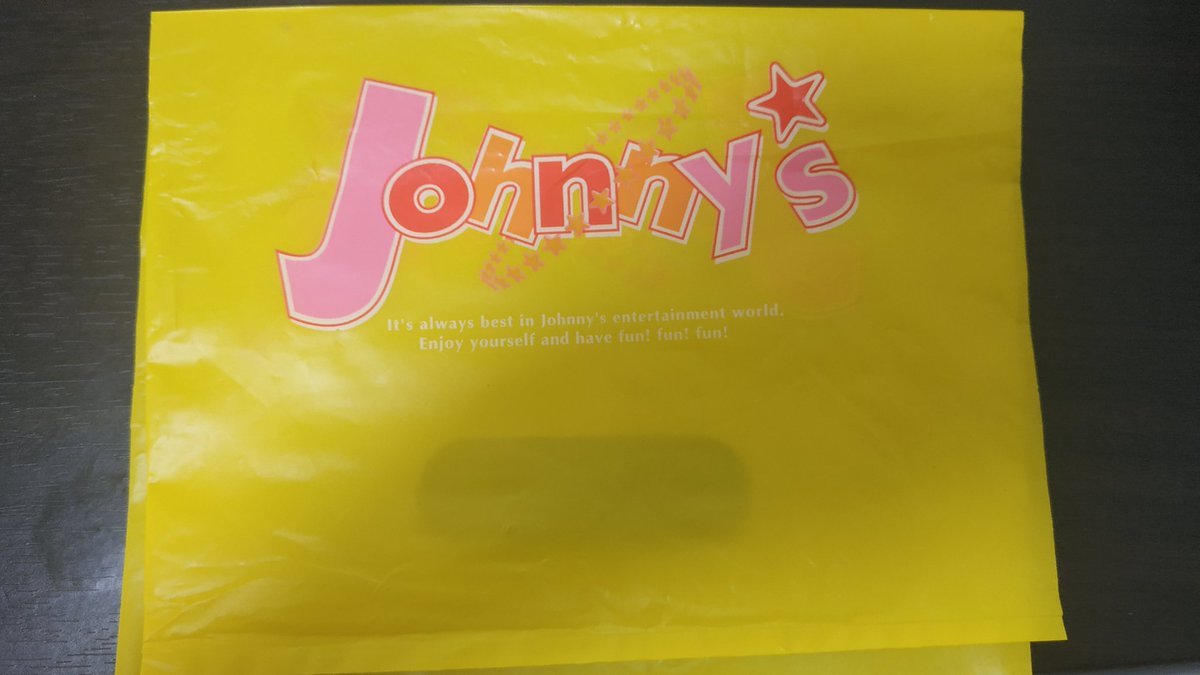 Johnny's
It's always best in Johnny's entertainment world.
Enjoy yourself and have fun! fun! fun!